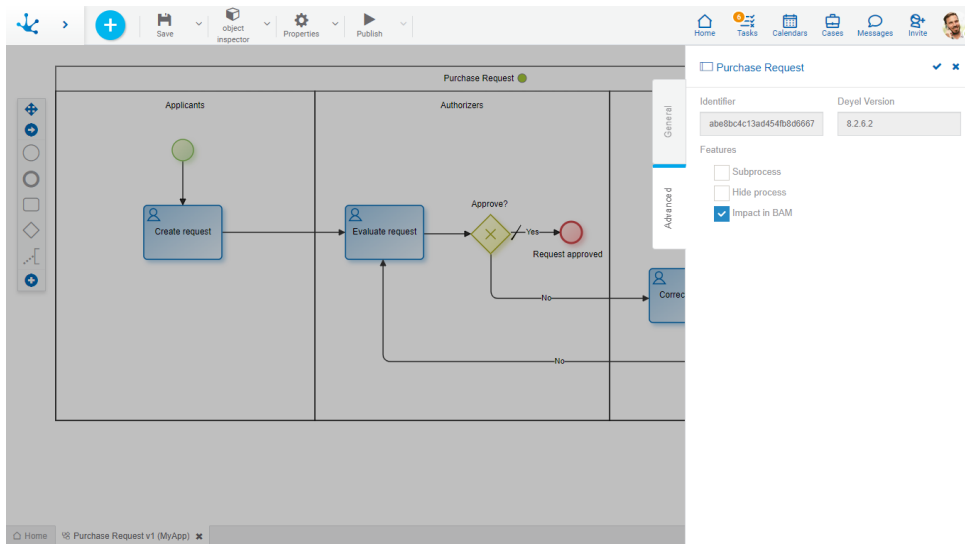 Save
object
inspector
Properties
Publish
Home
6
Tasks
Calendars
Cases
Messages
Invite
Purchase Request
Applicants
Authorizers
Create request
Evaluate request
Approve?
Yes
Request approved
No
Correc
No
General
Advanced
Purchase Request
Identifier
Deyel Version
abe8bc4c13ad454fb8d6667
8.2.6.2
Features
Subprocess
Hide process
Impact in BAM
Home
Purchase Request v1 (MyApp)